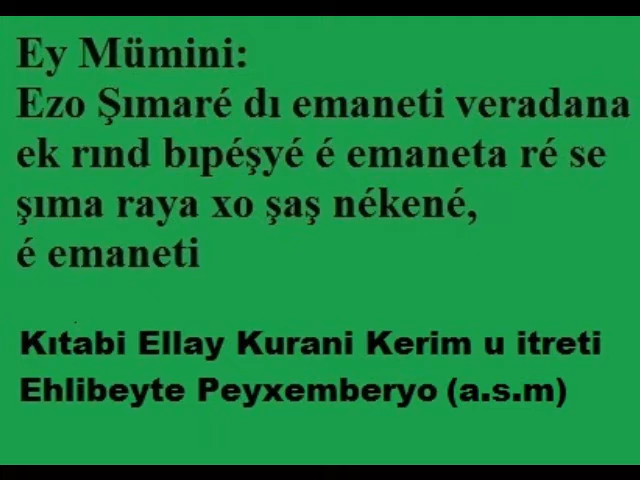 Ey Mümini:
Ezo Şımaré dı emaneti veradana
ek rınd bıpéşyé é emaneta ré se
şıma raya xo şaş nékené,
é emaneti
Kıtabi Ellay Kurani Kerim u itreti
Ehlibeyte Peyxemberyo (a.s.m)